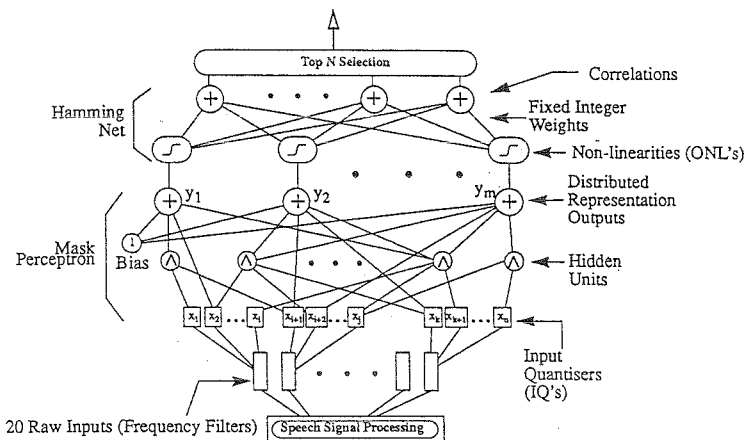 Top N Selection
Correlations
Hamming
Net
Fixed Integer
Weights
Non-linearities (ONL's)
y1
y2
ym
Distributed
Representation
Outputs
Mask
Perceptron
1
Bias
Hidden
Units
x1 x2 ... xi xi+1 xi+2 ... xj xk xk+1 ... xn
Input
Quantisers
(IQ's)
20 Raw Inputs (Frequency Filters)
Speech Signal Processing